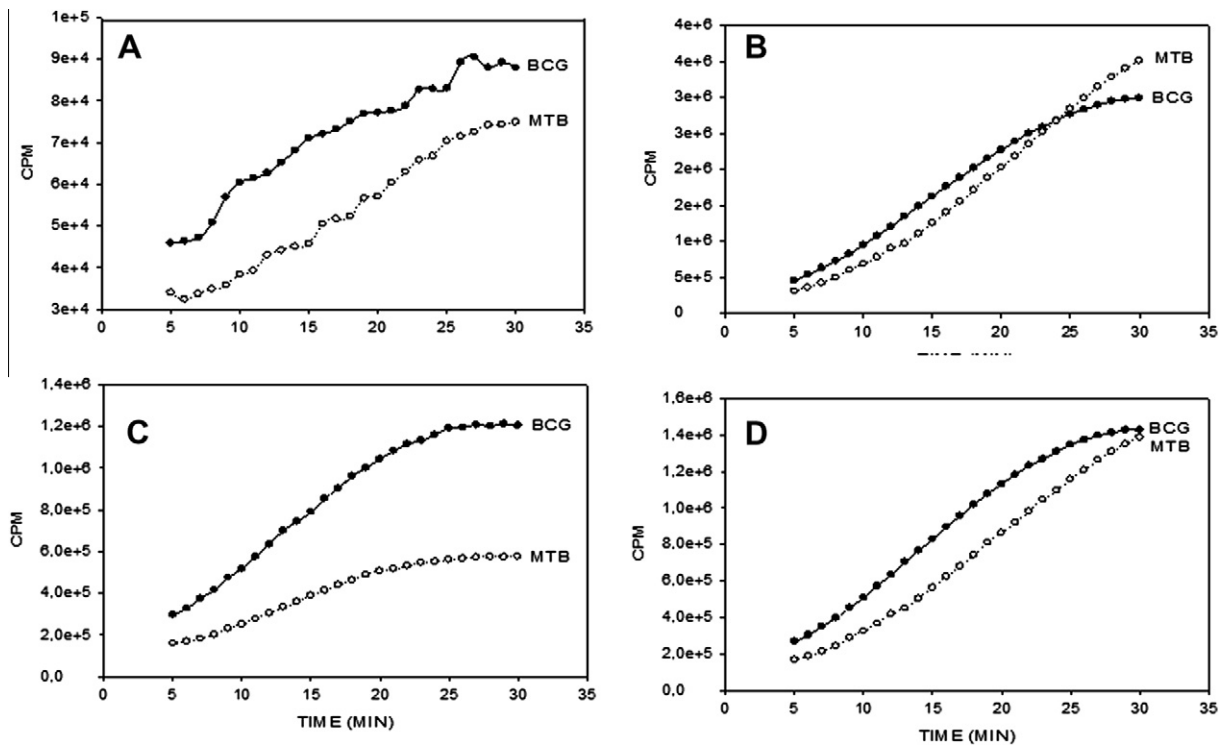 A
1e+5
9e+4
8e+4
7e+4
6e+4
5e+4
4e+4
3e+4
CPM
BCG
MTB
0 5 10 15 20 25 30 35
B
4e+6
4e+6
3e+6
3e+6
2e+6
2e+6
1e+6
5e+5
0
CPM
MTB
BCG
0 5 10 15 20 25 30 35
C
1,4e+6
1,2e+6
1,0e+6
8,0e+5
6,0e+5
4,0e+5
2,0e+5
0,0
CPM
BCG
MTB
0 5 10 15 20 25 30 35
TIME (MIN)
D
1,6e+6
1,4e+6
1,2e+6
1,0e+6
8,0e+5
6,0e+5
4,0e+5
2,0e+5
0,0
CPM
BCG
MTB
0 5 10 15 20 25 30 35
TIME (MIN)